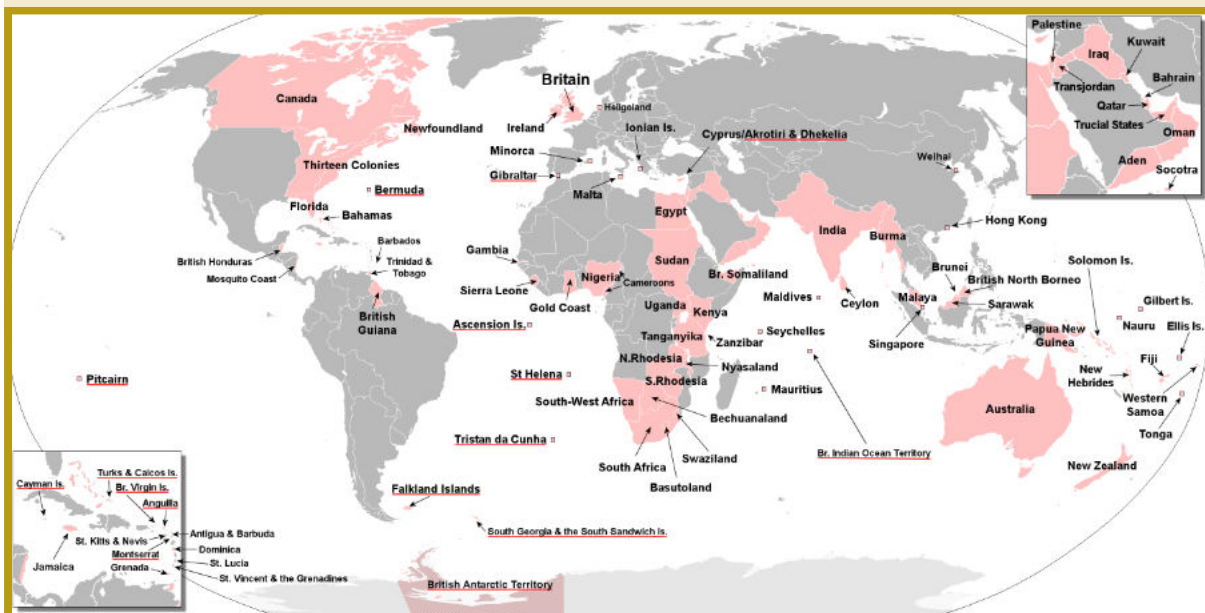 Canada
Newfoundland
Thirteen Colonies
Bermuda
Florida
Bahamas
British Honduras
Mosquito Coast
Barbados
Trinidad &
Tobago
British
Guiana
Pitcairn
Britain
Ireland
Heligoland
Ionian Is.
Minorca
Gibraltar
Malta
Cyprus/Akrotiri & Dhekelia
Egypt
Sudan
Gambia
Sierra Leone
Nigeria
Cameroons
Gold Coast
Br. Somaliland
Uganda
Kenya
Tanganyika
Zanzibar
N.Rhodesia
Nyasaland
S.Rhodesia
South-West Africa
Bechuanaland
Swaziland
South Africa
Basutoland
Ascension Is.
St Helena
Tristan da Cunha
Falkland Islands
South Georgia & the South Sandwich Is.
British Antarctic Territory
Maldives
Seychelles
Mauritius
Br. Indian Ocean Territory
India
Burma
Ceylon
Weihai
Hong Kong
Brunei
British North Borneo
Malaya
Sarawak
Singapore
Solomon Is.
Gilbert Is.
Nauru
Ellis Is.
Papua New
Guinea
Fiji
New
Hebrides
Western
Samoa
Tonga
Australia
New Zealand
Palestine
Iraq
Kuwait
Transjordan
Bahrain
Qatar
Trucial States
Oman
Aden
Socotra
Turks & Caicos Is.
Cayman Is.
Br. Virgin Is.
Anguilla
Antigua & Barbuda
St. Kitts & Nevis
Montserrat
Dominica
Jamaica
Grenada
St. Lucia
St. Vincent & the Grenadines